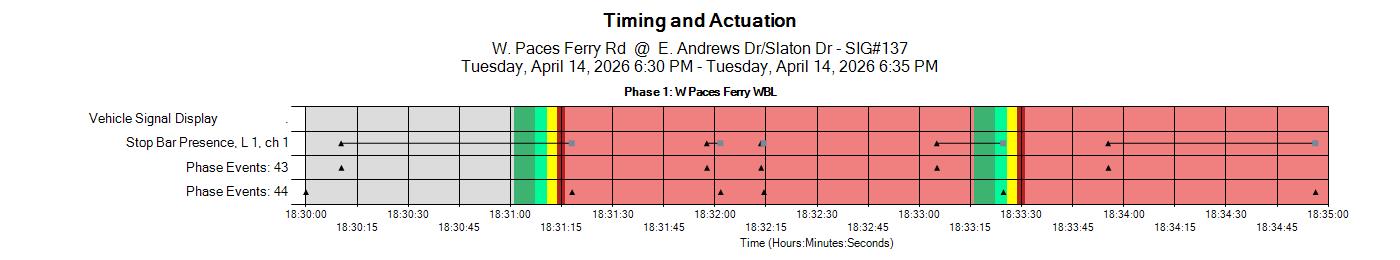 Timing and Actuation
W. Paces Ferry Rd @ E. Andrews Dr/Slaton Dr - SIG#137
Tuesday, April 14, 2026 6:30 PM - Tuesday, April 14, 2026 6:35 PM
Phase 1: W Paces Ferry WBL
Vehicle Signal Display .
Stop Bar Presence, L 1, ch 1
Phase Events: 43
Phase Events: 44
18:30:00 18:30:30 18:31:00 18:31:30 18:32:00 18:32:30 18:33:00 18:33:30 18:34:00 18:34:30 18:35:00
18:30:15 18:30:45 18:31:15 18:31:45 18:32:15 18:32:45 18:33:15 18:33:45 18:34:15 18:34:45
Time (Hours:Minutes:Seconds)